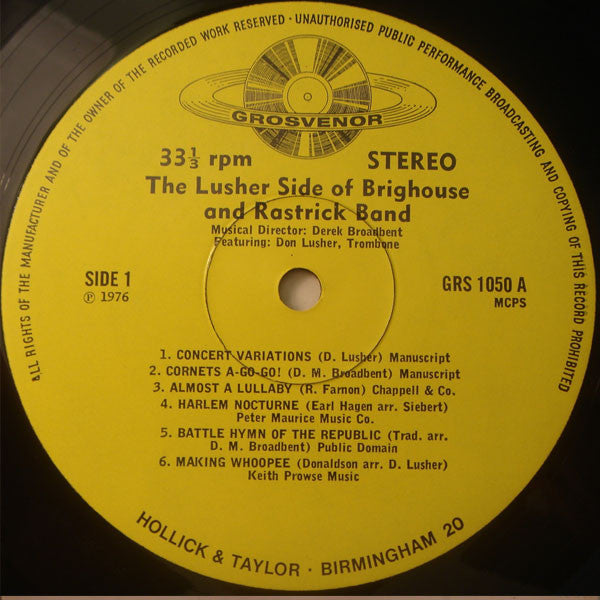 ALL RIGHTS OF THE MANUFACTURER AND OF THE OWNER OF THE RECORDED WORK RESERVED · UNAUTHORISED PUBLIC PERFORMANCE BROADCASTING AND COPYING OF THIS RECORD PROHIBITED
GROSVENOR
33⅓ rpm STEREO
The Lusher Side of Brighouse
and Rastrick Band
Musical Director: Derek Broadbent
Featuring: Don Lusher, Trombone
SIDE 1 GRS 1050 A
℗ 1976 MCPS
1. CONCERT VARIATIONS (D. Lusher) Manuscript
2. CORNETS A-GO-GO! (D. M. Broadbent) Manuscript
3. ALMOST A LULLABY (R. Farnon) Chappell & Co.
4. HARLEM NOCTURNE (Earl Hagen arr. Siebert)
Peter Maurice Music Co.
5. BATTLE HYMN OF THE REPUBLIC (Trad. arr.
D. M. Broadbent) Public Domain
6. MAKING WHOOPEE (Donaldson arr. D. Lusher)
Keith Prowse Music
HOLLICK & TAYLOR · BIRMINGHAM 20